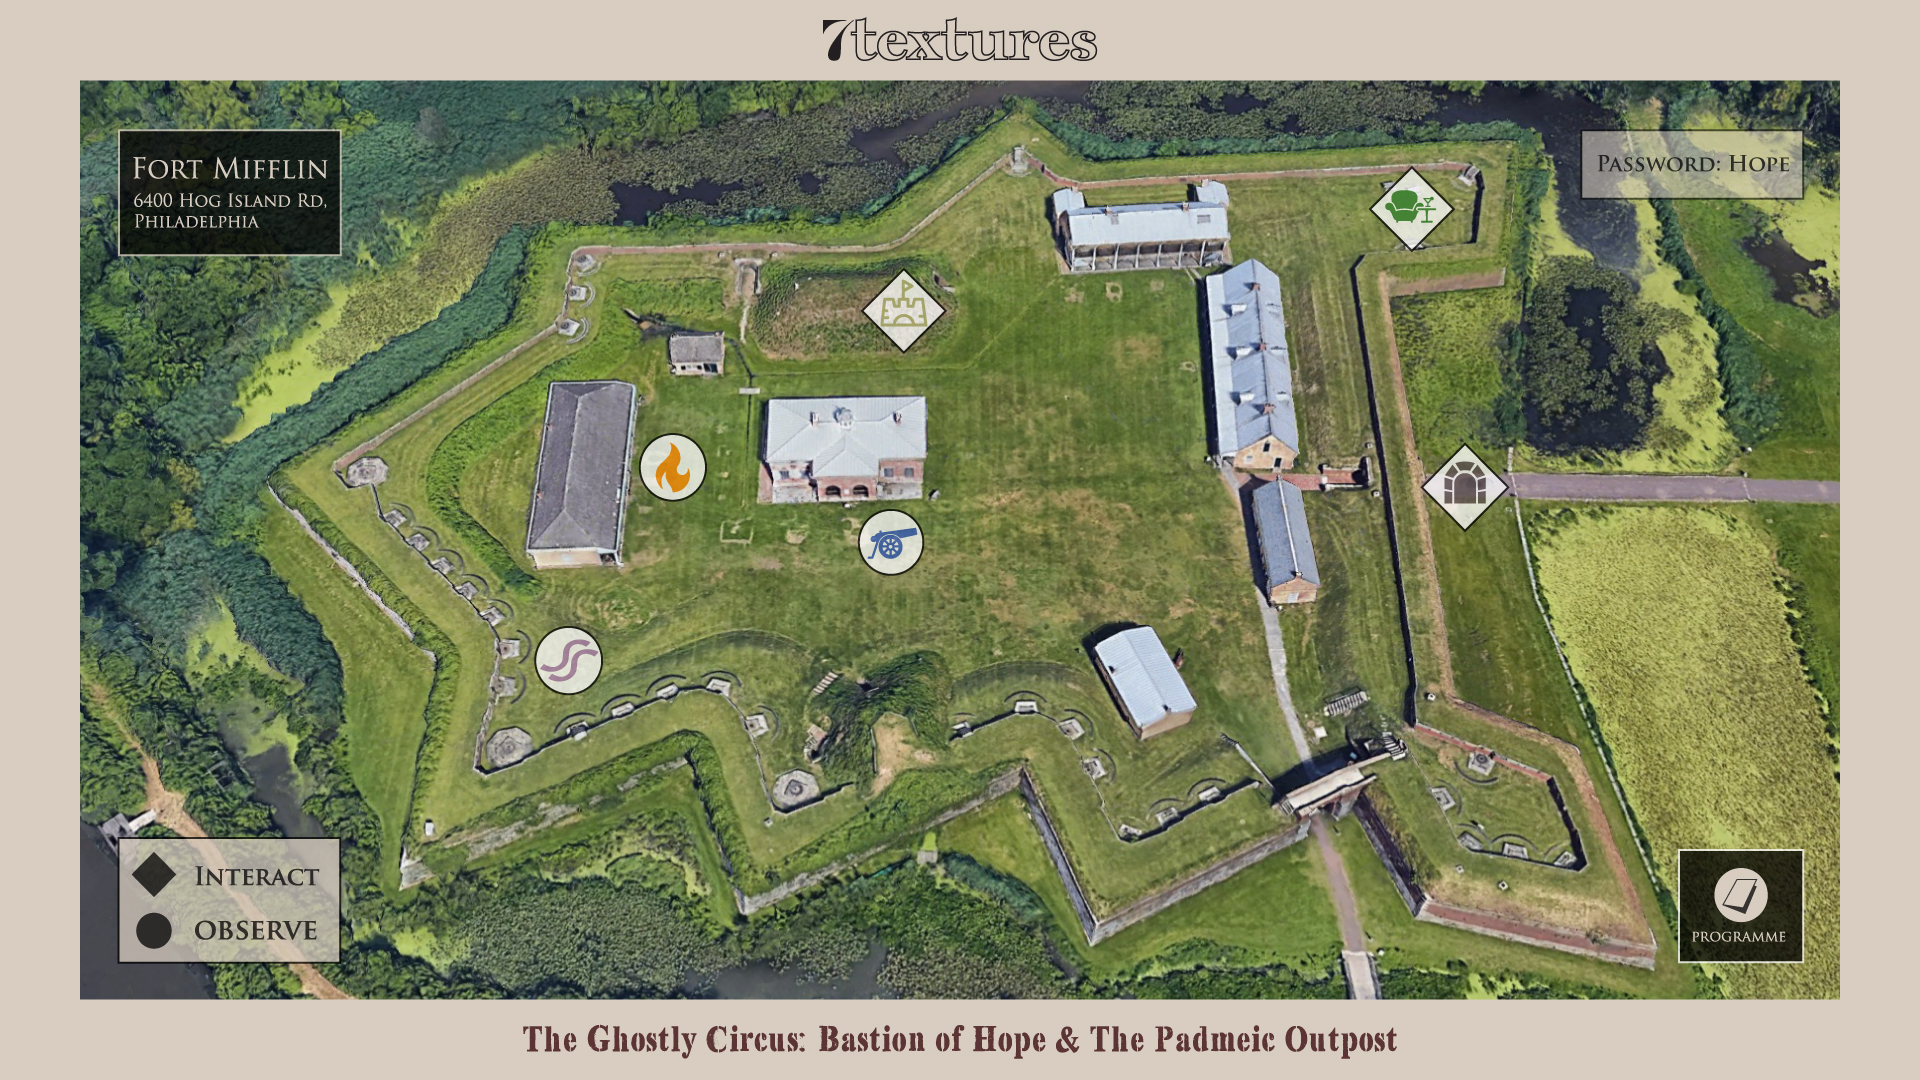 7textures
Fort Mifflin
6400 Hog Island Rd,
Philadelphia
Password: Hope
Interact
Observe
Programme
The Ghostly Circus: Bastion of Hope & The Padmeic Outpost